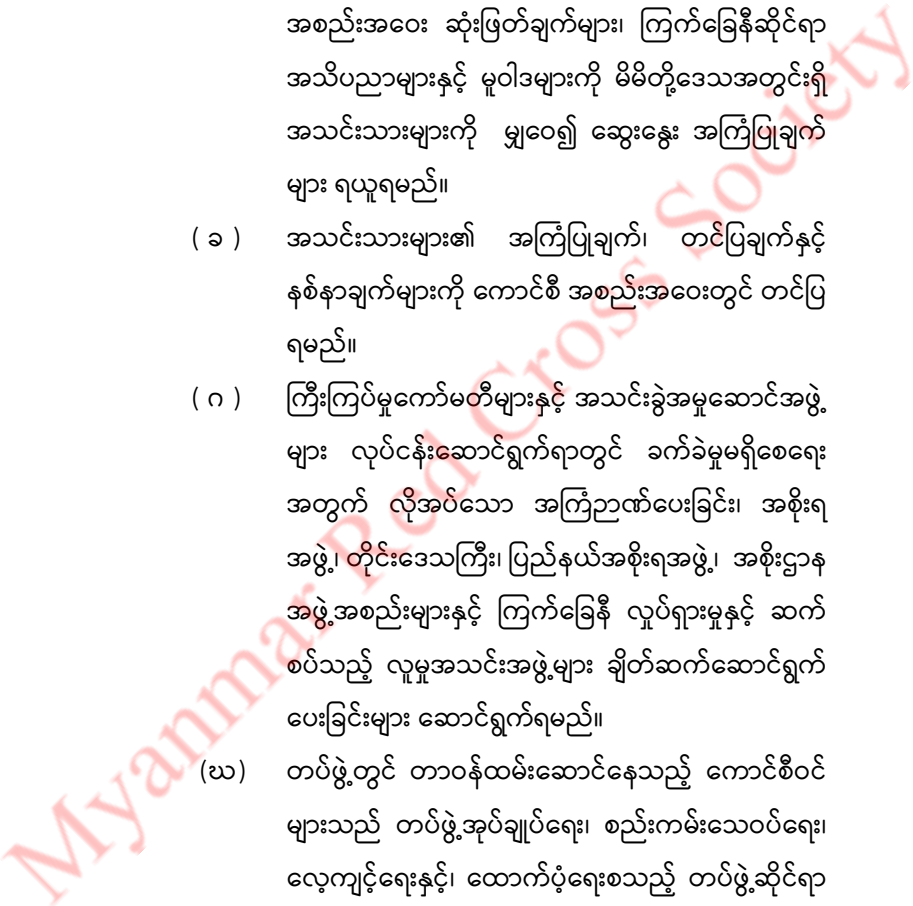 အစည်းအဝေး ဆုံးဖြတ်ချက်များ၊ ကြက်ခြေနီဆိုင်ရာ
အသိပညာများနှင့် မူဝါဒများကို မိမိတို့ဒေသအတွင်းရှိ
အသင်းသားများကို မျှဝေ၍ ဆွေးနွေး အကြံပြုချက်
များ ရယူရမည်။
( ခ ) အသင်းသားများ၏ အကြံပြုချက်၊ တင်ပြချက်နှင့်
နစ်နာချက်များကို ကောင်စီ အစည်းအဝေးတွင် တင်ပြ
ရမည်။
( ဂ ) ကြီးကြပ်မှုကော်မတီများနှင့် အသင်းခွဲအမှုဆောင်အဖွဲ့
များ လုပ်ငန်းဆောင်ရွက်ရာတွင် ခက်ခဲမှုမရှိစေရေး
အတွက် လိုအပ်သော အကြံဉာဏ်ပေးခြင်း၊ အစိုးရ
အဖွဲ့၊ တိုင်းဒေသကြီး၊ ပြည်နယ်အစိုးရအဖွဲ့၊ အစိုးဌာန
အဖွဲ့အစည်းများနှင့် ကြက်ခြေနီ လှုပ်ရှားမှုနှင့် ဆက်
စပ်သည့် လူမှုအသင်းအဖွဲ့များ ချိတ်ဆက်ဆောင်ရွက်
ပေးခြင်းများ ဆောင်ရွက်ရမည်။
(ဃ) တပ်ဖွဲ့တွင် တာဝန်ထမ်းဆောင်နေသည့် ကောင်စီဝင်
များသည် တပ်ဖွဲ့အုပ်ချုပ်ရေး၊ စည်းကမ်းသေဝပ်ရေး၊
လေ့ကျင့်ရေးနှင့်၊ ထောက်ပံ့ရေးစသည့် တပ်ဖွဲ့ဆိုင်ရာ
Myanmar Red Cross Society